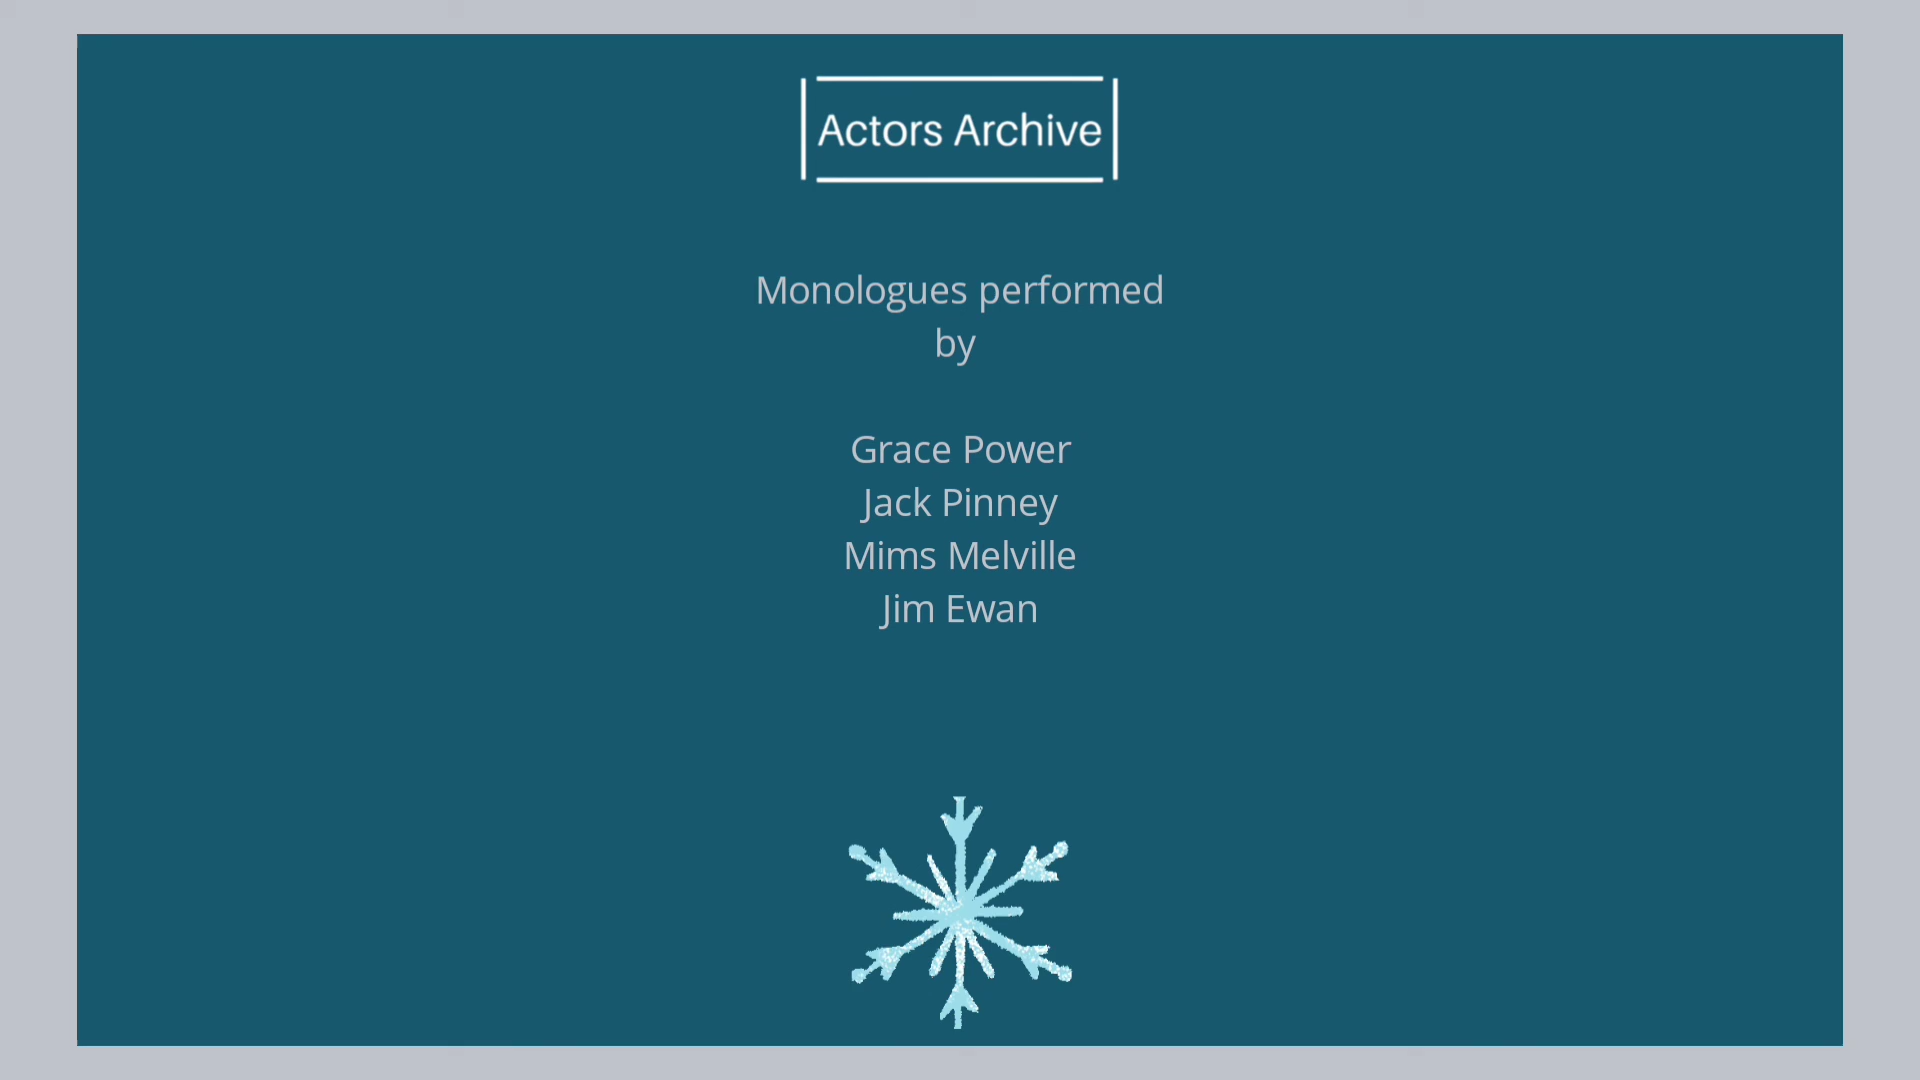 Actors Archive
Monologues performed
by
Grace Power
Jack Pinney
Mims Melville
Jim Ewan